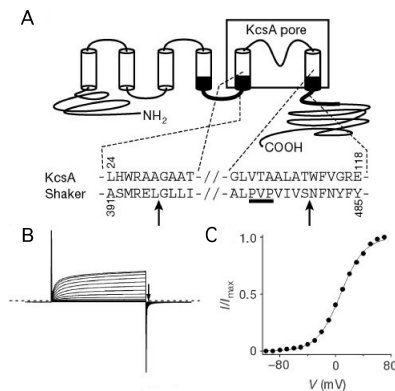 A
KcsA pore
NH2
COOH
24 118
KcsA -LHWRAAGAAT- // -GLVTAALATWFVGRE-
Shaker -ASMRELGLLI- // -ALPVPVIVSNFNYFY-
391 485
B C
1.0
0.5
0
I/Imax
−80 0 80
V (mV)